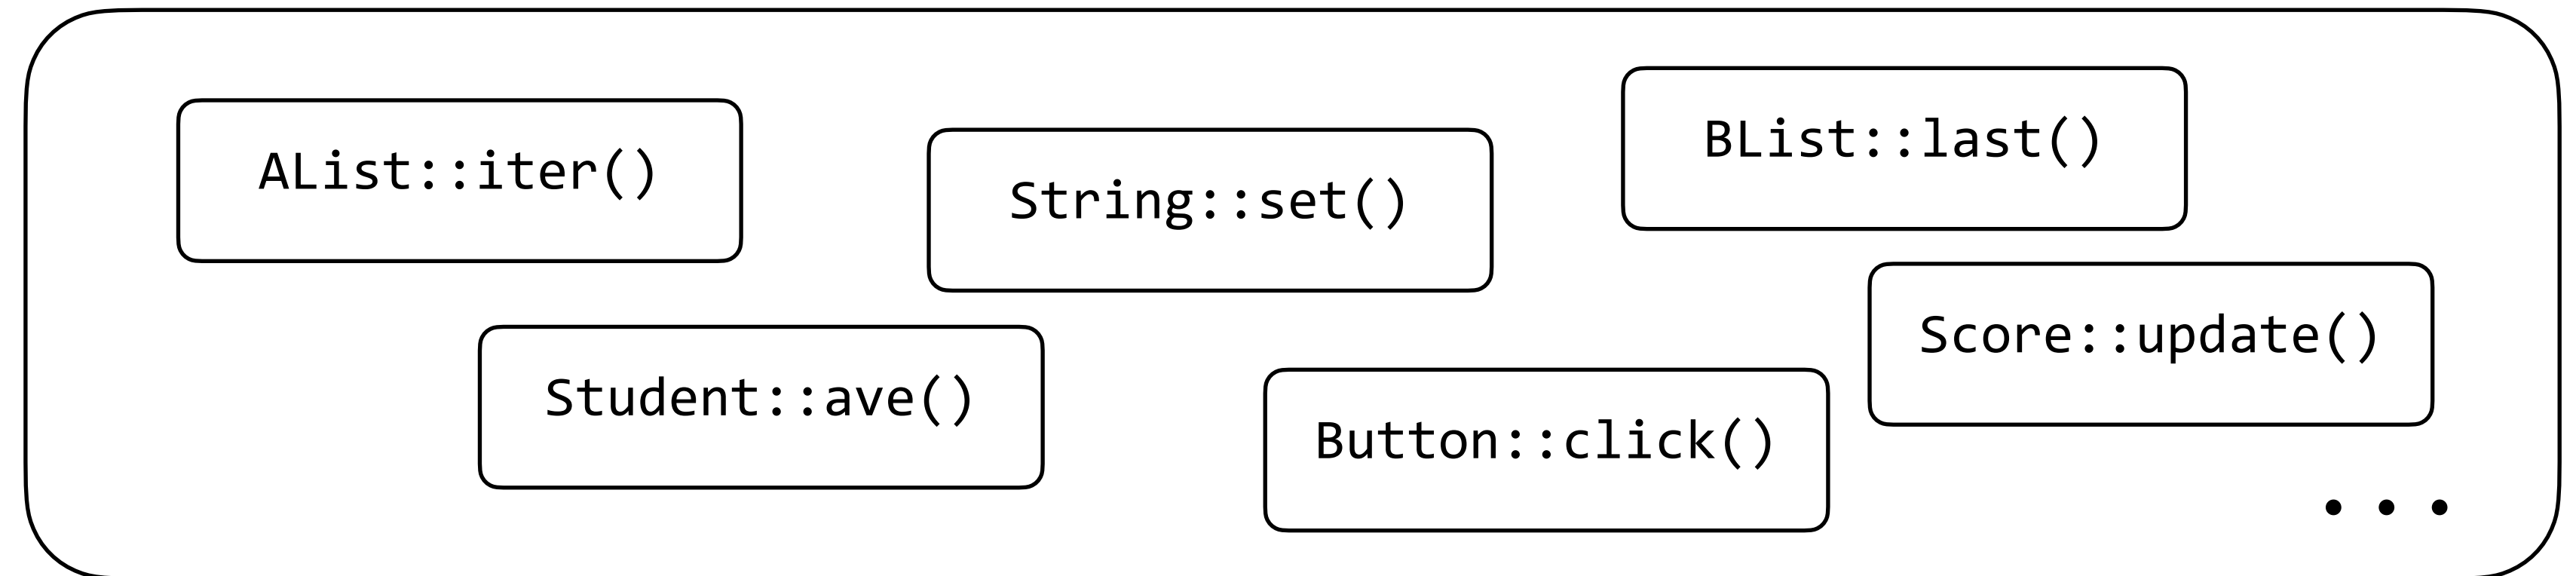 AList::iter()
String::set()
BList::last()
Student::ave()
Button::click()
Score::update()
...